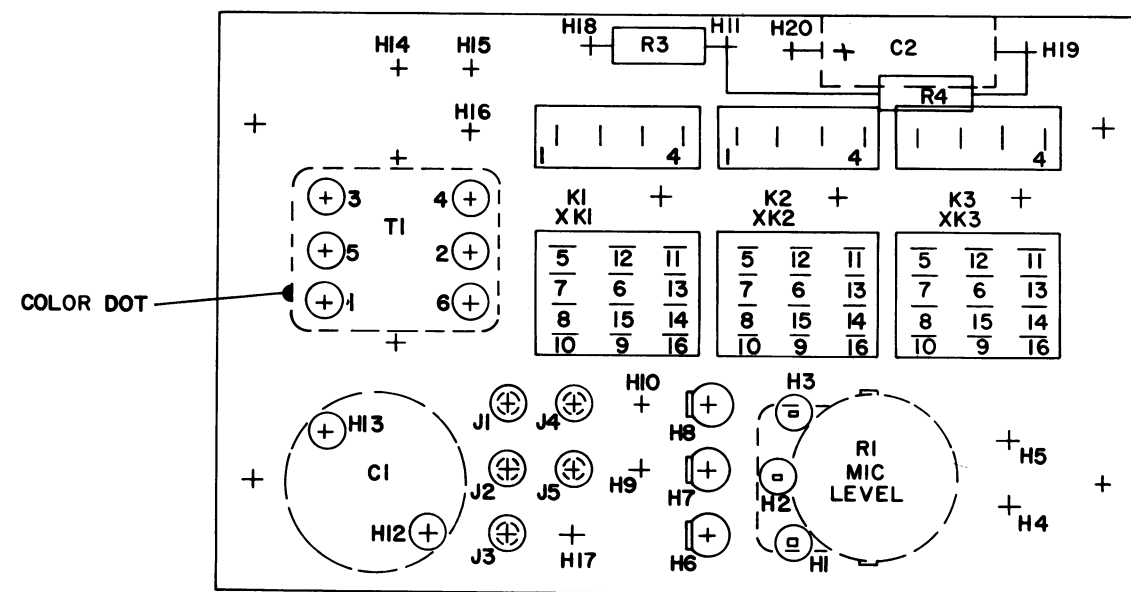 H18 R3 H11 H20 + C2 H19
H14 H15
R4
H16
1 4 1 4 4
3 4 T1
K1 K2 K3
XK1 XK2 XK3
5 2
COLOR DOT
1 6
5 12 11 5 12 11 5 12 11
7 6 13 7 6 13 7 6 13
8 15 14 8 15 14 8 15 14
10 9 16 10 9 16 10 9 16
H10 H3
J1 J4 H8
H13
C1
R1
MIC
LEVEL
H5
J2 J5 H9 H7 H2
H4
H12 J3 H17 H6 H1